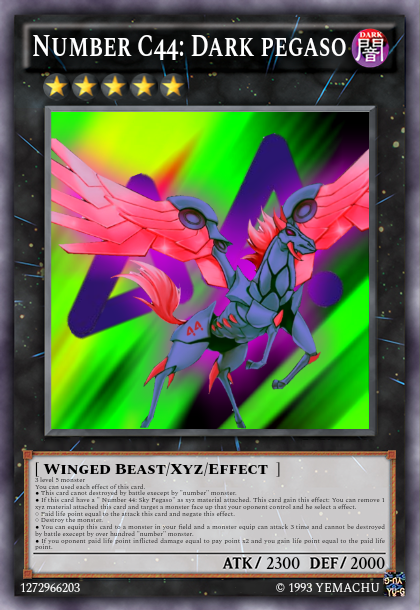 Number C44: Dark pegaso
DARK
闇
44
[ Winged Beast/Xyz/Effect ]
3 level 5 monster
You can used each effect of this card.
● This card canot destroyed by battle execept by "number" monster.
● If this card have a " Number 44: Sky Pegaso" as xyz material attached. This card gain this effect: You can remove 1
xyz material attached this card and target a monster face up that your oponent control and he select a effect.
○ Paid life point equal to the attack this card and negate this effect.
○ Destroy the monster.
● You can equip this card to a monster in your field and a monster equip can attack 3 time and cannot be destroyed
by battle execept by over hundred "number" monster.
● If you oponent paid life point inflicted damage equal to pay point x2 and you gain life point equal to the paid life
point.
ATK / 2300 DEF / 2000
1272966203
© 1993 YEMACHU